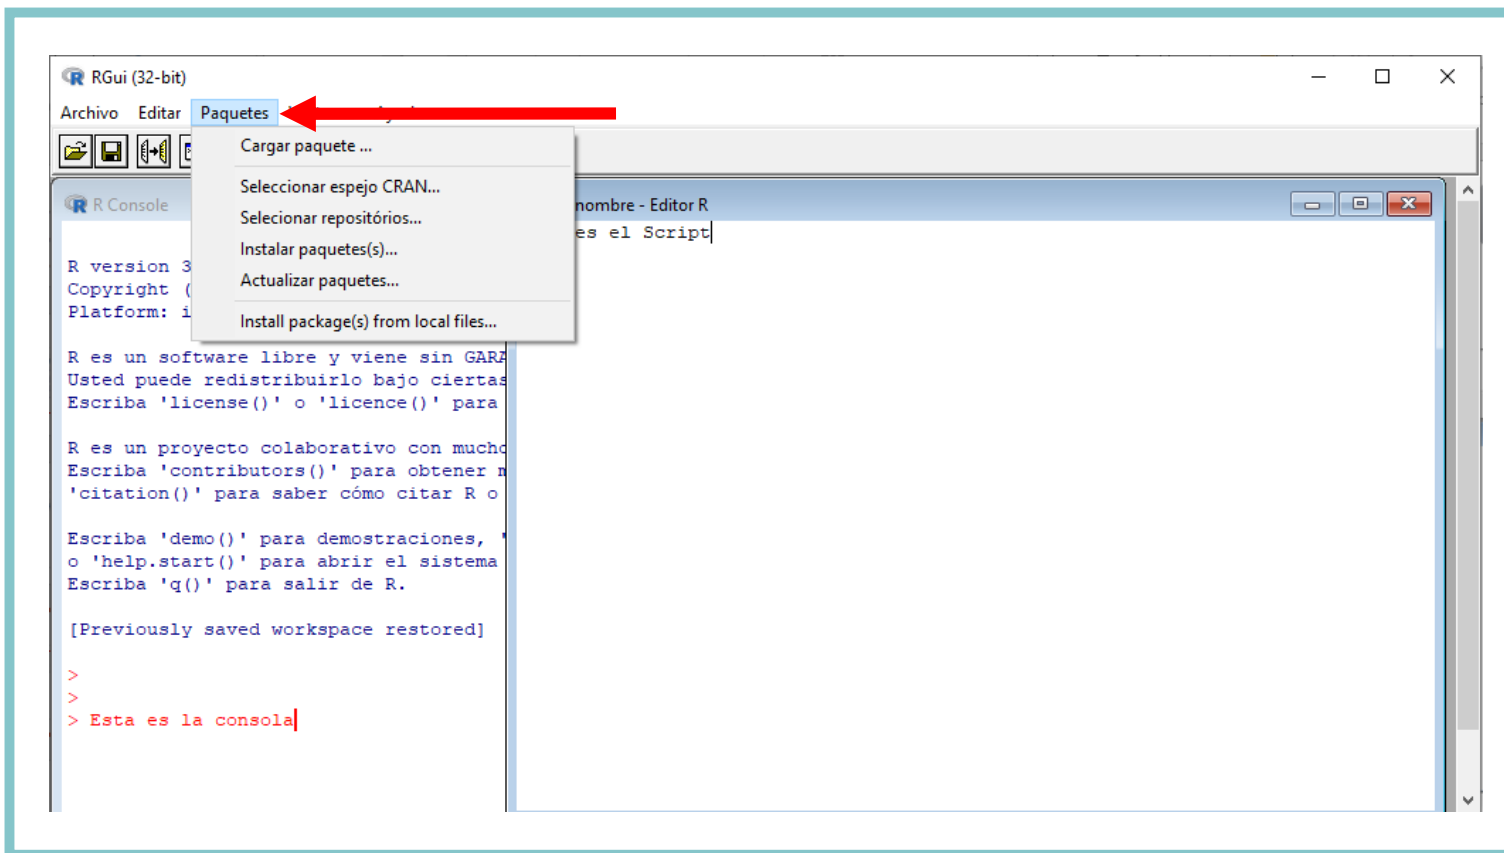 RGui (32-bit)
Archivo Editar Paquetes
Cargar paquete ...
Seleccionar espejo CRAN...
Selecionar repositórios...
Instalar paquetes(s)...
Actualizar paquetes...
Install package(s) from local files...
R Console
R version 3
Copyright (
Platform: i
R es un software libre y viene sin GARA
Usted puede redistribuirlo bajo ciertas
Escriba 'license()' o 'licence()' para
R es un proyecto colaborativo con mucho
Escriba 'contributors()' para obtener m
'citation()' para saber cómo citar R o
Escriba 'demo()' para demostraciones, '
o 'help.start()' para abrir el sistema
Escriba 'q()' para salir de R.
[Previously saved workspace restored]
>
>
> Esta es la consola
nombre - Editor R
es el Script